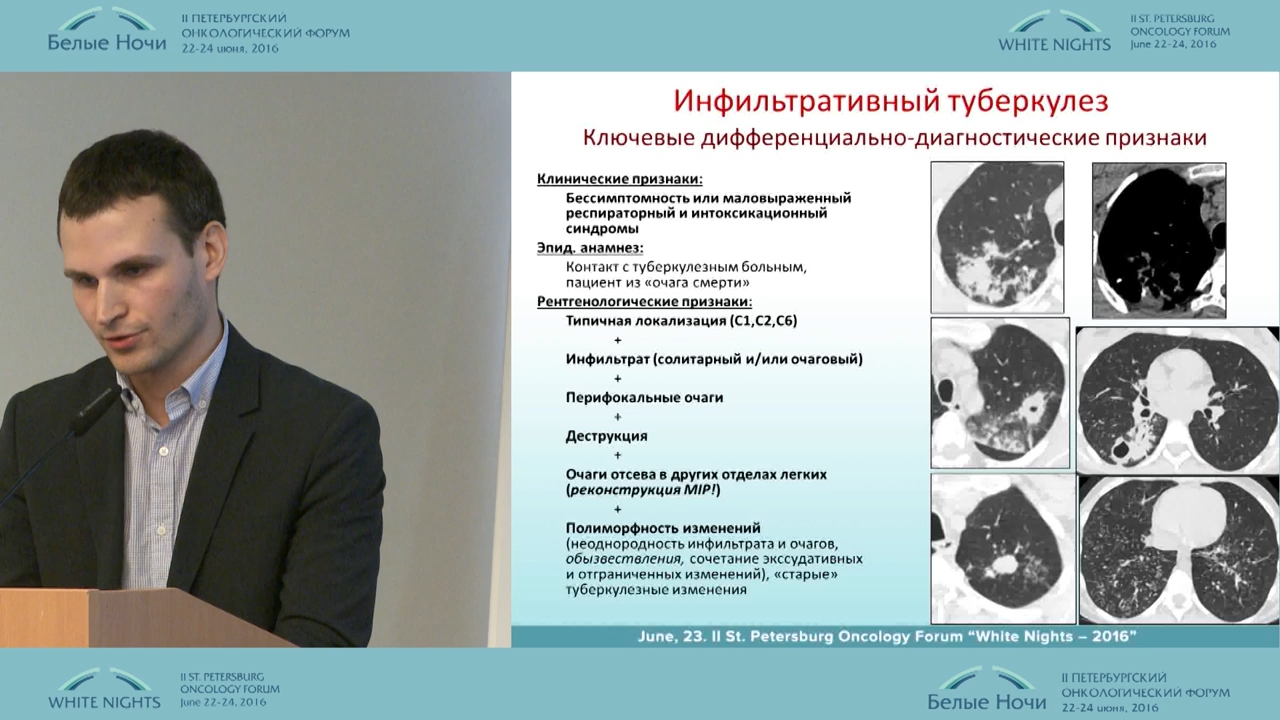 Белые Ночи
II ПЕТЕРБУРГСКИЙ
ОНКОЛОГИЧЕСКИЙ ФОРУМ
22-24 июня, 2016
WHITE NIGHTS
II ST. PETERSBURG
ONCOLOGY FORUM
June 22-24, 2016
Инфильтративный туберкулез
Ключевые дифференциально-диагностические признаки
Клинические признаки:
Бессимптомность или маловыраженный
респираторный и интоксикационный
синдромы
Эпид. анамнез:
Контакт с туберкулезным больным,
пациент из «очага смерти»
Рентгенологические признаки:
Типичная локализация (С1,С2,С6)
+
Инфильтрат (солитарный и/или очаговый)
+
Перифокальные очаги
+
Деструкция
+
Очаги отсева в других отделах легких
(реконструкция MIP!)
+
Полиморфность изменений
(неоднородность инфильтрата и очагов,
обызвествления, сочетание экссудативных
и отграниченных изменений), «старые»
туберкулезные изменения
June, 23. II St. Petersburg Oncology Forum “White Nights – 2016”
WHITE NIGHTS
II ST. PETERSBURG
ONCOLOGY FORUM
June 22-24, 2016
Белые Ночи
II ПЕТЕРБУРГСКИЙ
ОНКОЛОГИЧЕСКИЙ ФОРУМ
22-24 июня, 2016